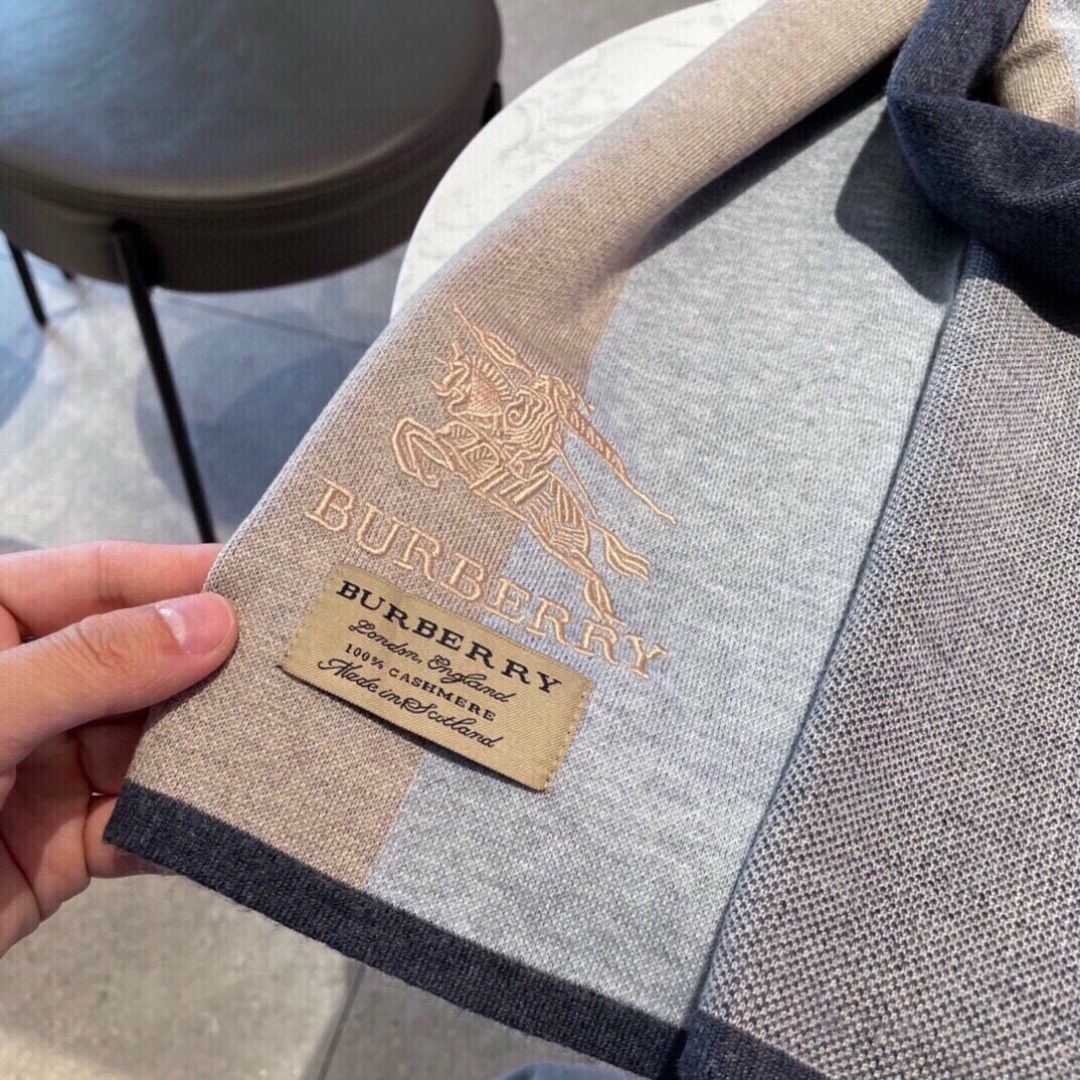 BURBERRY
BURBERRY
London, England
100% CASHMERE
Made in Scotland